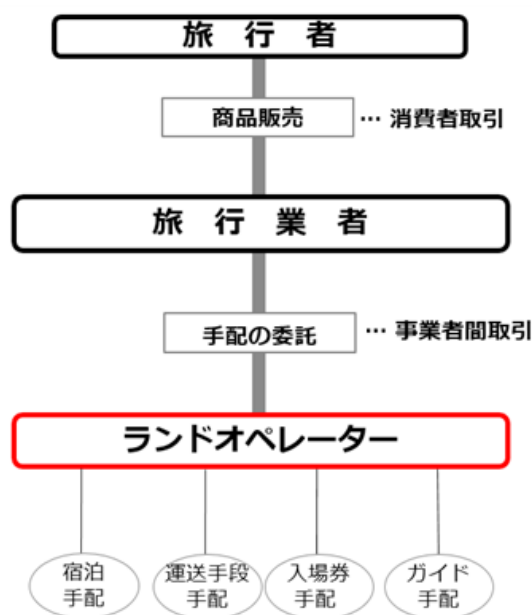 旅　行　者
商品販売 … 消費者取引
旅　行　業　者
手配の委託 … 事業者間取引
ランドオペレーター
宿泊
手配
運送手段
手配
入場券
手配
ガイド
手配